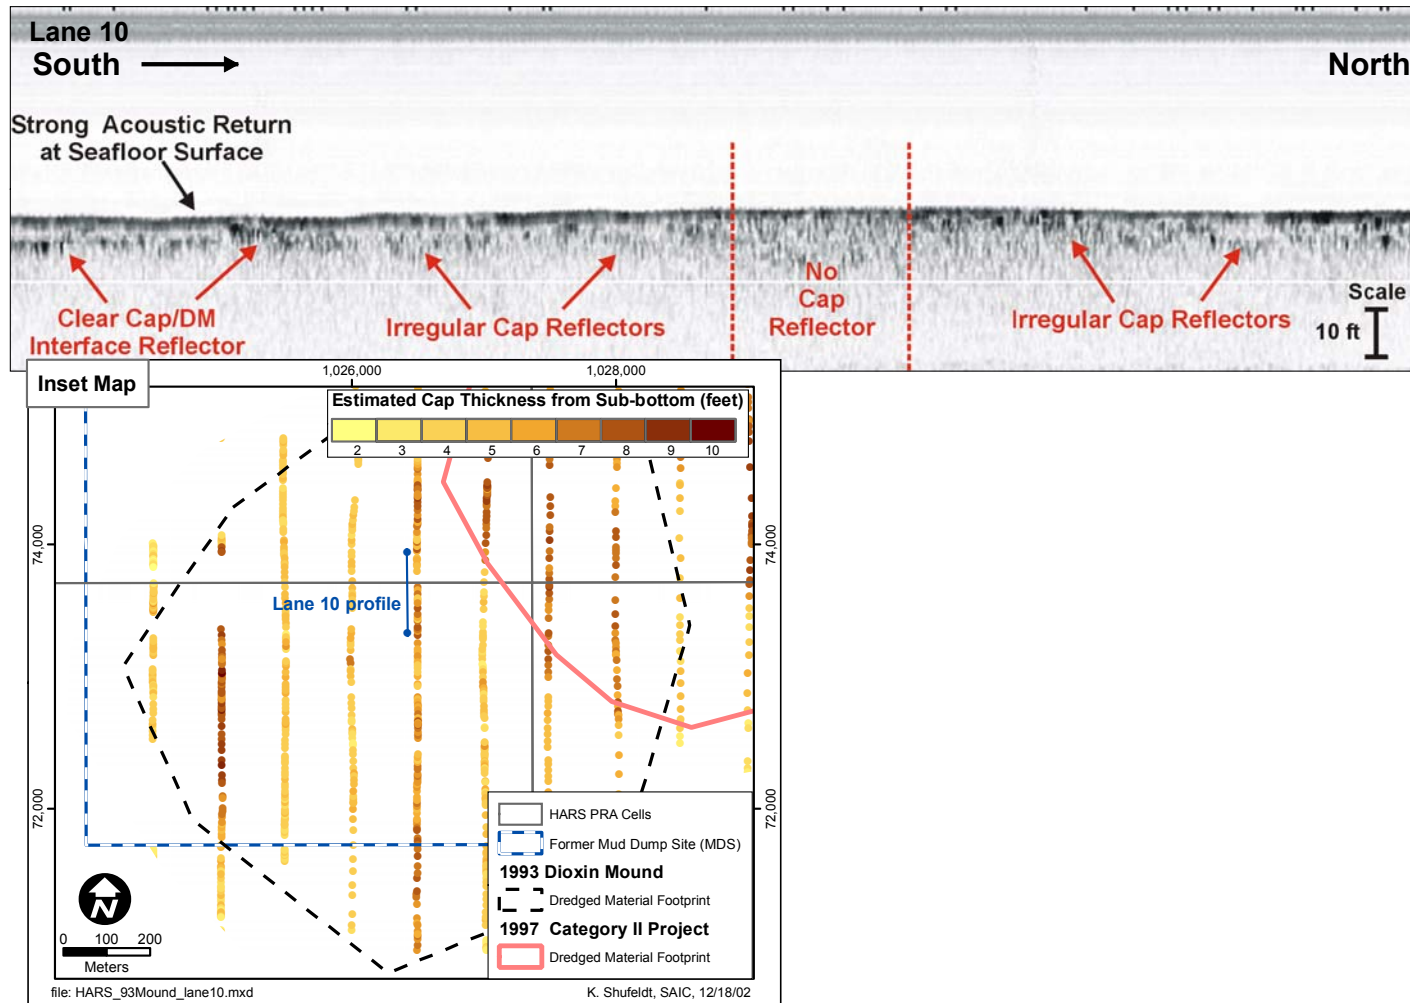 Lane 10
South
North
Strong Acoustic Return
at Seafloor Surface
Clear Cap/DM
Interface Reflector
Irregular Cap Reflectors
No
Cap
Reflector
Irregular Cap Reflectors
Scale
10 ft
Inset Map
1,026,000
1,028,000
Estimated Cap Thickness from Sub-bottom (feet)
2 3 4 5 6 7 8 9 10
74,000
74,000
Lane 10 profile
72,000
72,000
HARS PRA Cells
Former Mud Dump Site (MDS)
1993 Dioxin Mound
Dredged Material Footprint
1997 Category II Project
Dredged Material Footprint
N
0 100 200
Meters
file: HARS_93Mound_lane10.mxd
K. Shufeldt, SAIC, 12/18/02